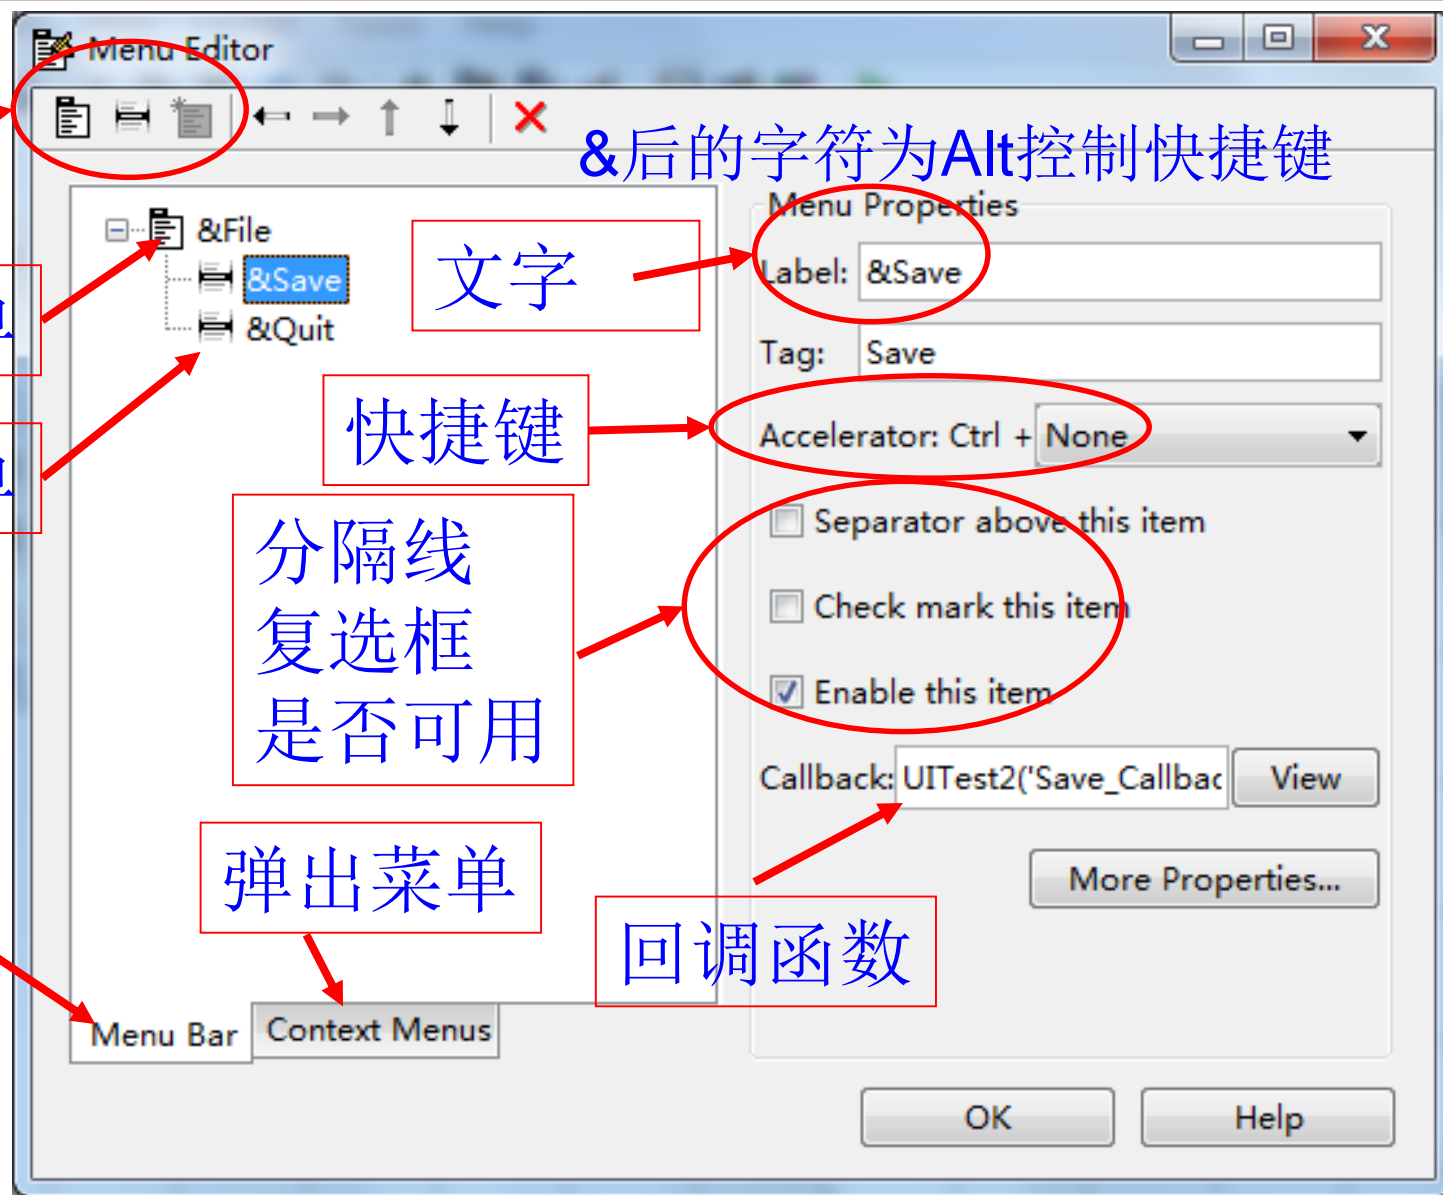 Menu Editor
&后的字符为Alt控制快捷键
Menu Properties
&File
&Save
&Quit
文字
Label: &Save
Tag: Save
快捷键
Accelerator: Ctrl + None
分隔线
复选框
是否可用
Separator above this item
Check mark this item
Enable this item
Callback: UITest2('Save_Callbac View
弹出菜单
More Properties...
回调函数
Menu Bar
Context Menus
OK
Help